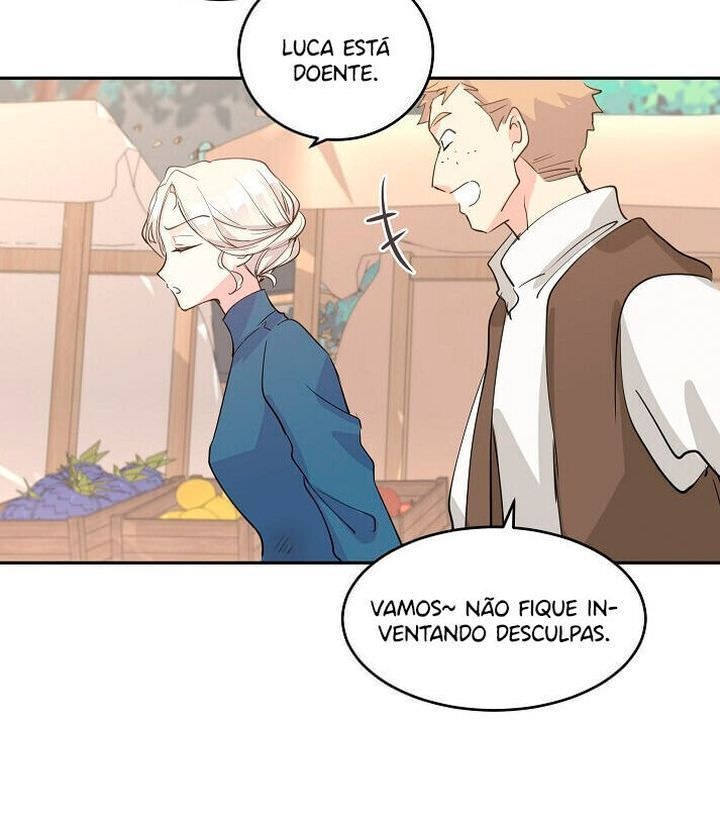 LUCA ESTÁ
DOENTE.
VAMOS~ NÃO FIQUE IN-
VENTANDO DESCULPAS.